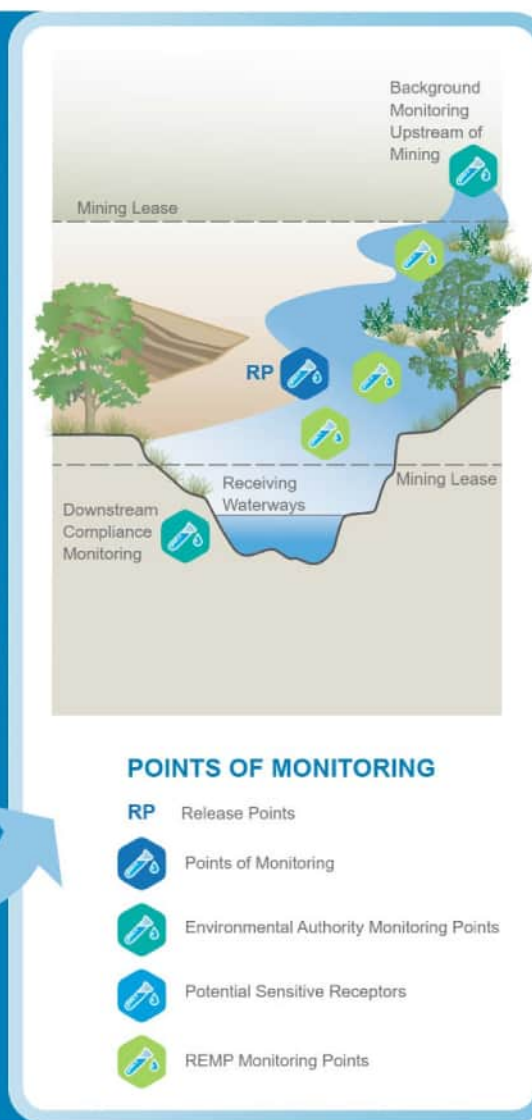 Background
Monitoring
Upstream of
Mining
Mining Lease
RP
Receiving
Waterways
Mining Lease
Downstream
Compliance
Monitoring
POINTS OF MONITORING
RP Release Points
Points of Monitoring
Environmental Authority Monitoring Points
Potential Sensitive Receptors
REMP Monitoring Points